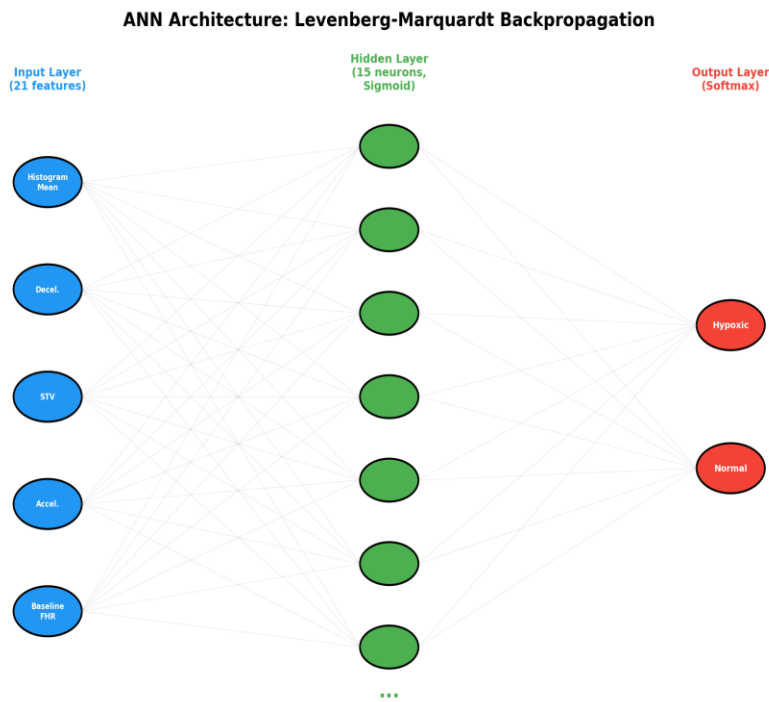 ANN Architecture: Levenberg-Marquardt Backpropagation
Input Layer
(21 features)
Hidden Layer
(15 neurons,
Sigmoid)
Output Layer
(Softmax)
Histogram
Mean
Decel.
STV
Accel.
Baseline
FHR
Hypoxic
Normal
...